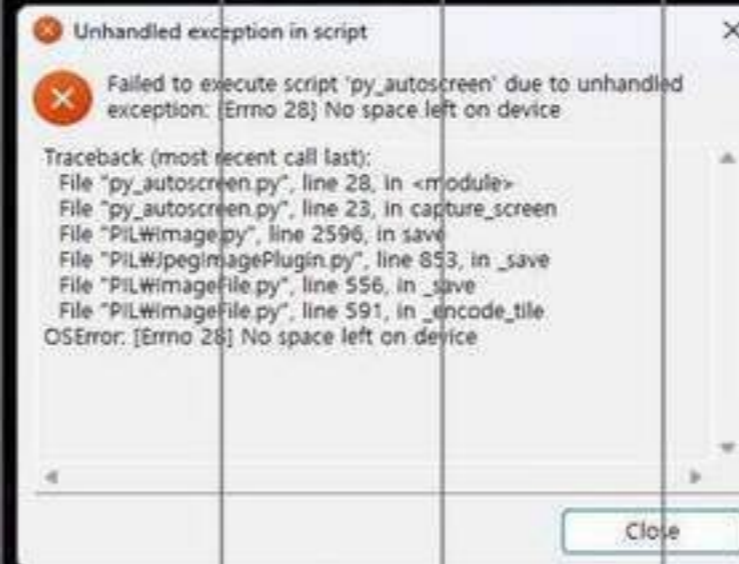 Unhandled exception in script
Failed to execute script 'py_autoscreen' due to unhandled
exception: [Errno 28] No space left on device
Traceback (most recent call last):
File "py_autoscreen.py", line 28, in <module>
File "py_autoscreen.py", line 23, in capture_screen
File "PIL₩Image.py", line 2596, in save
File "PIL₩JpegImagePlugin.py", line 853, in _save
File "PIL₩ImageFile.py", line 556, in _save
File "PIL₩ImageFile.py", line 591, in _encode_tile
OSError: [Errno 28] No space left on device
Close